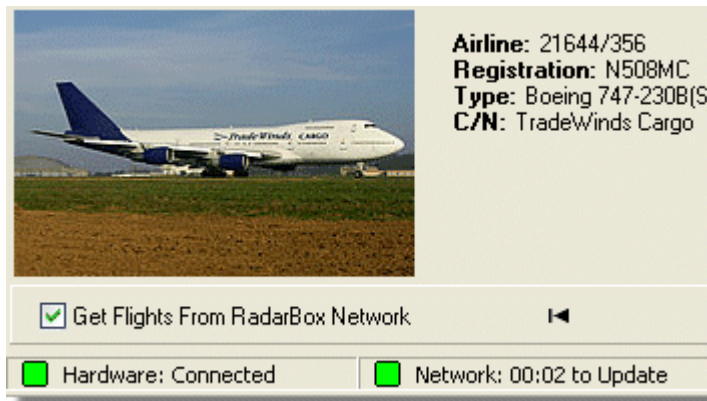 Airline: 21644/356
Registration: N508MC
Type: Boeing 747-230B(S
C/N: TradeWinds Cargo
TradeWinds CARGO
Get Flights From RadarBox Network
Hardware: Connected
Network: 00:02 to Update